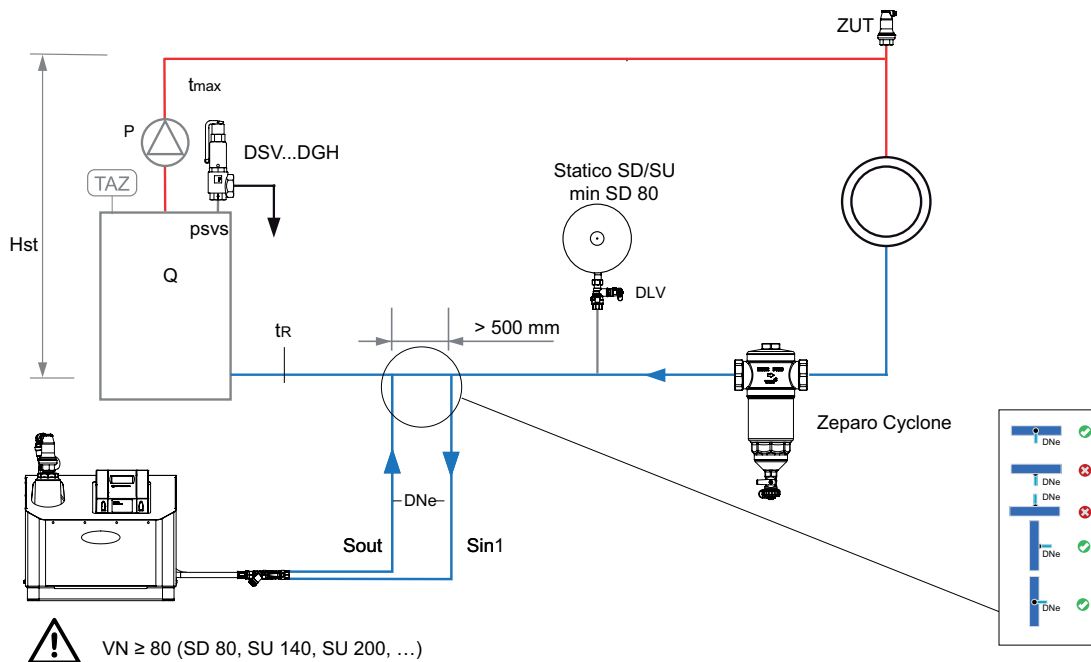 ZUT
tmax
P
DSV...DGH
TAZ
Statico SD/SU
min SD 80
psvs
Hst
Q
DLV
tR
> 500 mm
Zeparo Cyclone
DNe
Sout
Sin1
DNe
DNe
DNe
DNe
DNe
VN ≥ 80 (SD 80, SU 140, SU 200, …)